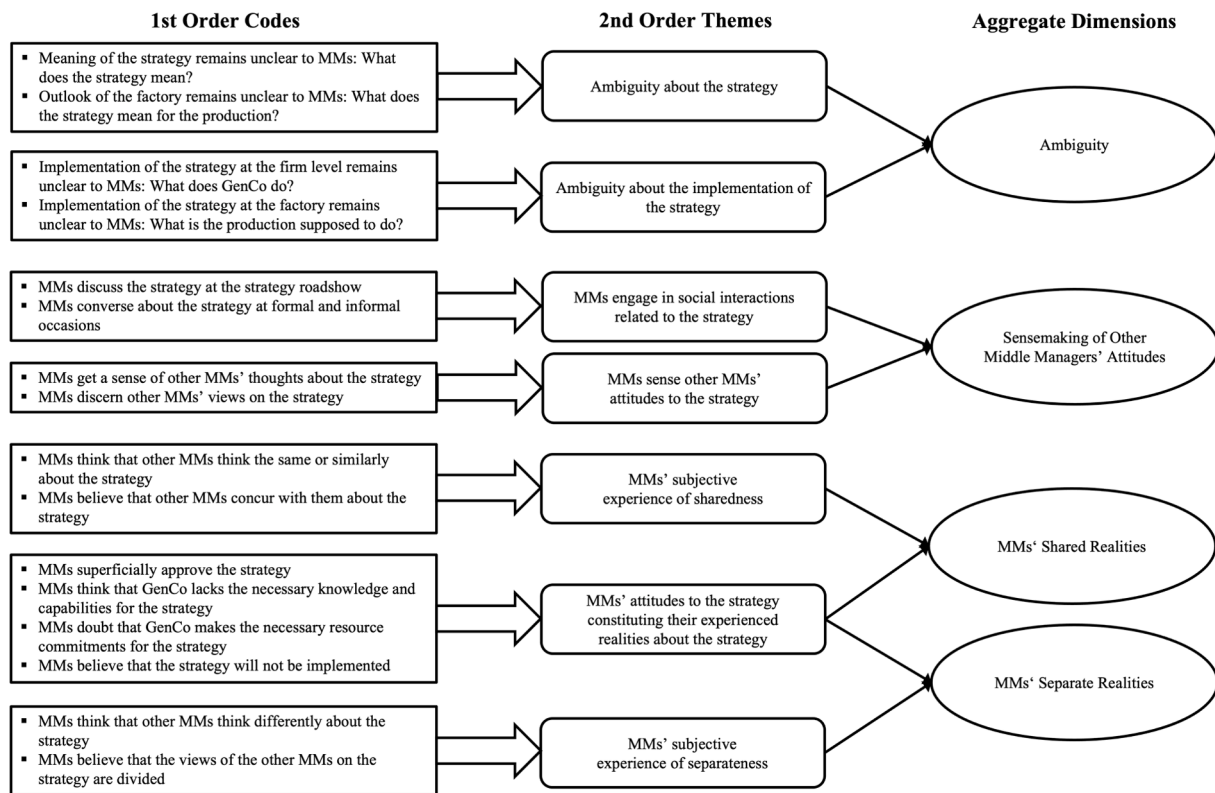 1st Order Codes
2nd Order Themes
Aggregate Dimensions
▪ Meaning of the strategy remains unclear to MMs: What
does the strategy mean?
▪ Outlook of the factory remains unclear to MMs: What does
the strategy mean for the production?
Ambiguity about the strategy
Ambiguity
▪ Implementation of the strategy at the firm level remains
unclear to MMs: What does GenCo do?
▪ Implementation of the strategy at the factory remains
unclear to MMs: What is the production supposed to do?
Ambiguity about the implementation of
the strategy
▪ MMs discuss the strategy at the strategy roadshow
▪ MMs converse about the strategy at formal and informal
occasions
MMs engage in social interactions
related to the strategy
Sensemaking of Other
Middle Managers' Attitudes
▪ MMs get a sense of other MMs' thoughts about the strategy
▪ MMs discern other MMs' views on the strategy
MMs sense other MMs'
attitudes to the strategy
▪ MMs think that other MMs think the same or similarly
about the strategy
▪ MMs believe that other MMs concur with them about the
strategy
MMs' subjective
experience of sharedness
MMs‘ Shared Realities
▪ MMs superficially approve the strategy
▪ MMs think that GenCo lacks the necessary knowledge and
capabilities for the strategy
▪ MMs doubt that GenCo makes the necessary resource
commitments for the strategy
▪ MMs believe that the strategy will not be implemented
MMs' attitudes to the strategy
constituting their experienced
realities about the strategy
MMs‘ Separate Realities
▪ MMs think that other MMs think differently about the
strategy
▪ MMs believe that the views of the other MMs on the
strategy are divided
MMs' subjective
experience of separateness